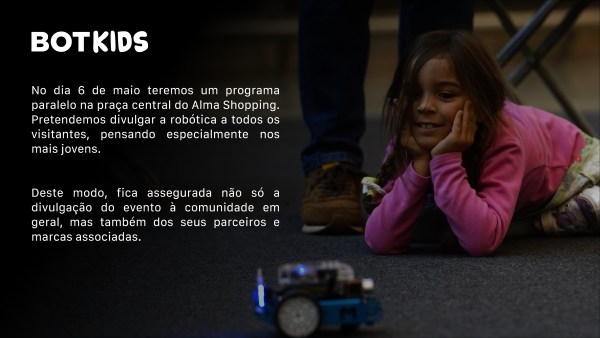 BOTKIDS
No dia 6 de maio teremos um programa
paralelo na praça central do Alma Shopping.
Pretendemos divulgar a robótica a todos os
visitantes, pensando especialmente nos
mais jovens.
Deste modo, fica assegurada não só a
divulgação do evento à comunidade em
geral, mas também dos seus parceiros e
marcas associadas.